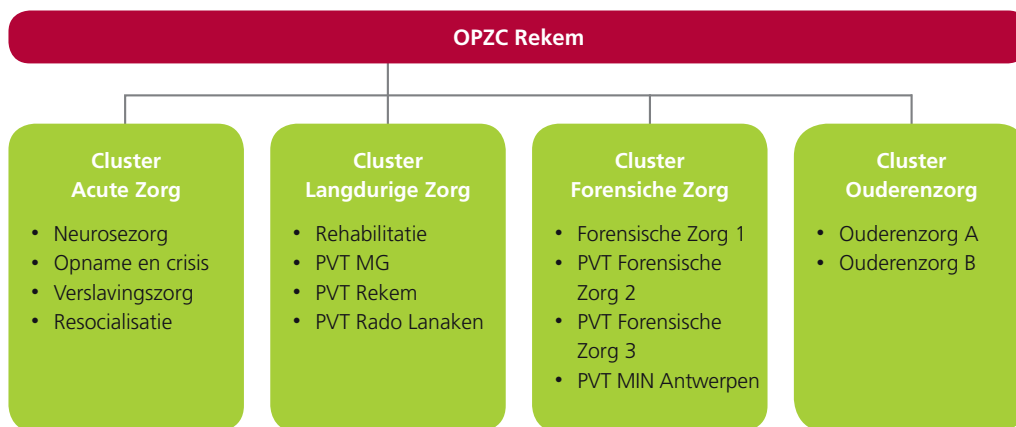 OPZC Rekem
Cluster
Acute Zorg
• Neurosezorg
• Opname en crisis
• Verslavingszorg
• Resocialisatie
Cluster
Langdurige Zorg
• Rehabilitatie
• PVT MG
• PVT Rekem
• PVT Rado Lanaken
Cluster
Forensiche Zorg
• Forensische Zorg 1
• PVT Forensische
Zorg 2
• PVT Forensische
Zorg 3
• PVT MIN Antwerpen
Cluster
Ouderenzorg
• Ouderenzorg A
• Ouderenzorg B